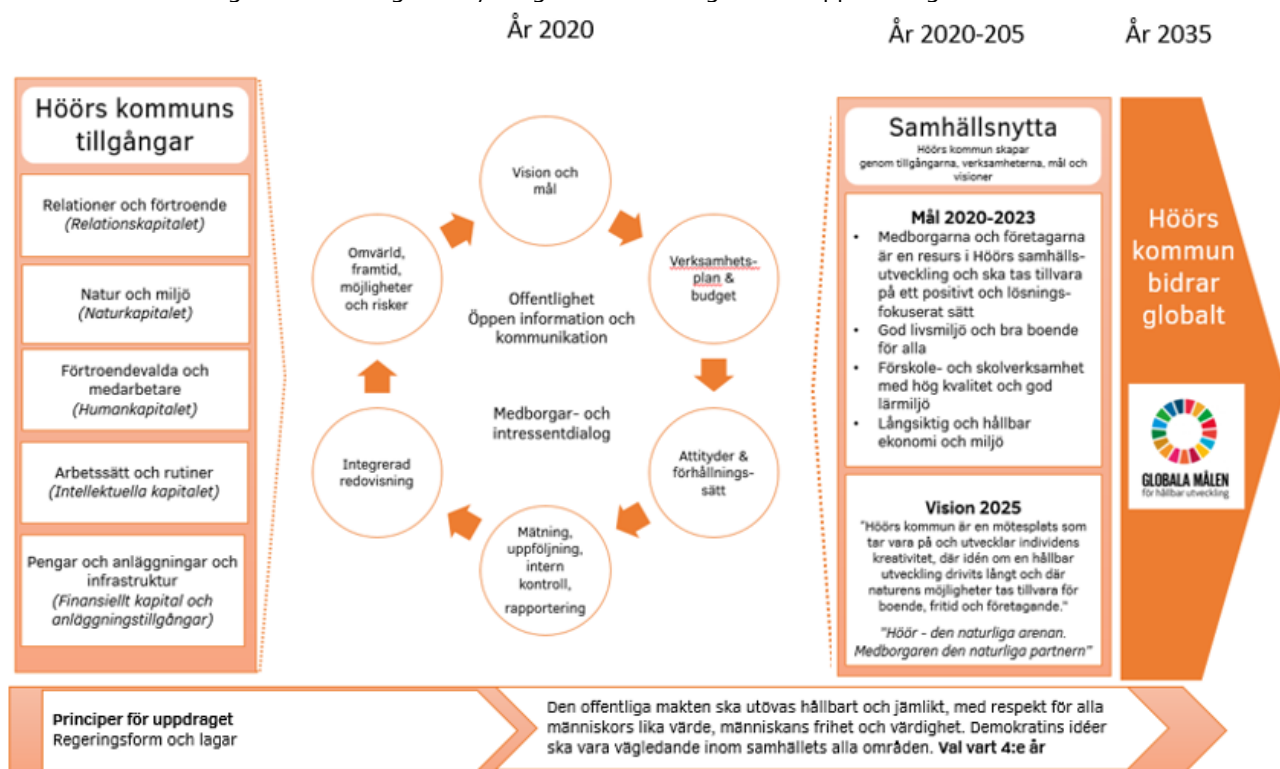 År 2020
År 2020-205
År 2035
Höörs kommuns
tillgångar
Relationer och förtroende
(Relationskapitalet)
Natur och miljö
(Naturkapitalet)
Förtroendevalda och
medarbetare
(Humankapitalet)
Arbetssätt och rutiner
(Intellektuella kapitalet)
Pengar och anläggningar och
infrastruktur
(Finansiellt kapital och
anläggningstillgångar)
Vision och
mål
Verksamhets-
plan &
budget
Attityder &
förhållnings-
sätt
Mätning,
uppföljning,
intern
kontroll,
rapportering
Integrerad
redovisning
Omvärld,
framtid,
möjligheter
och risker
Offentlighet
Öppen information och
kommunikation
Medborgar- och
intressentdialog
Samhällsnytta
Höörs kommun skapar
genom tillgångarna, verksamheterna, mål och
visioner
Mål 2020-2023
• Medborgarna och företagarna
är en resurs i Höörs samhälls-
utveckling och ska tas tillvara
på ett positivt och lösnings-
fokuserat sätt
• God livsmiljö och bra boende
för alla
• Förskole- och skolverksamhet
med hög kvalitet och god
lärmiljö
• Långsiktig och hållbar
ekonomi och miljö
Vision 2025
"Höörs kommun är en mötesplats som
tar vara på och utvecklar individens
kreativitet, där idén om en hållbar
utveckling drivits långt och där
naturens möjligheter tas tillvara för
boende, fritid och företagande."
"Höör - den naturliga arenan.
Medborgaren den naturliga partnern"
Höörs
kommun
bidrar
globalt
GLOBALA MÅLEN
för hållbar utveckling
Principer för uppdraget
Regeringsform och lagar
Den offentliga makten ska utövas hållbart och jämlikt, med respekt för alla
människors lika värde, människans frihet och värdighet. Demokratins idéer
ska vara vägledande inom samhällets alla områden. Val vart 4:e år